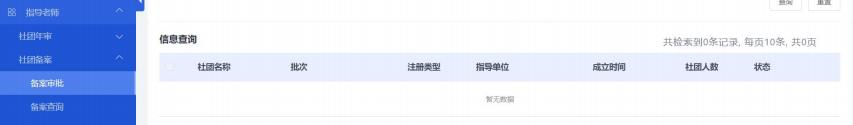 指导老师
社团年审
社团备案
备案审批
备案查询
查询 重置
信息查询
共检索到0条记录, 每页10条, 共0页
社团名称 批次 注册类型 指导单位 成立时间 社团人数 状态
暂无数据